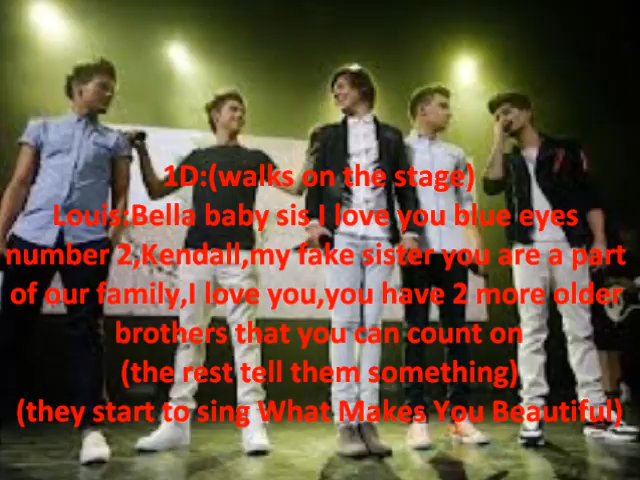 1D:(walks on the stage)
Louis:Bella baby sis I love you blue eyes
number 2,Kendall,my fake sister you are a part
of our family,I love you,you have 2 more older
brothers that you can count on
(the rest tell them something)
(they start to sing What Makes You Beautiful)